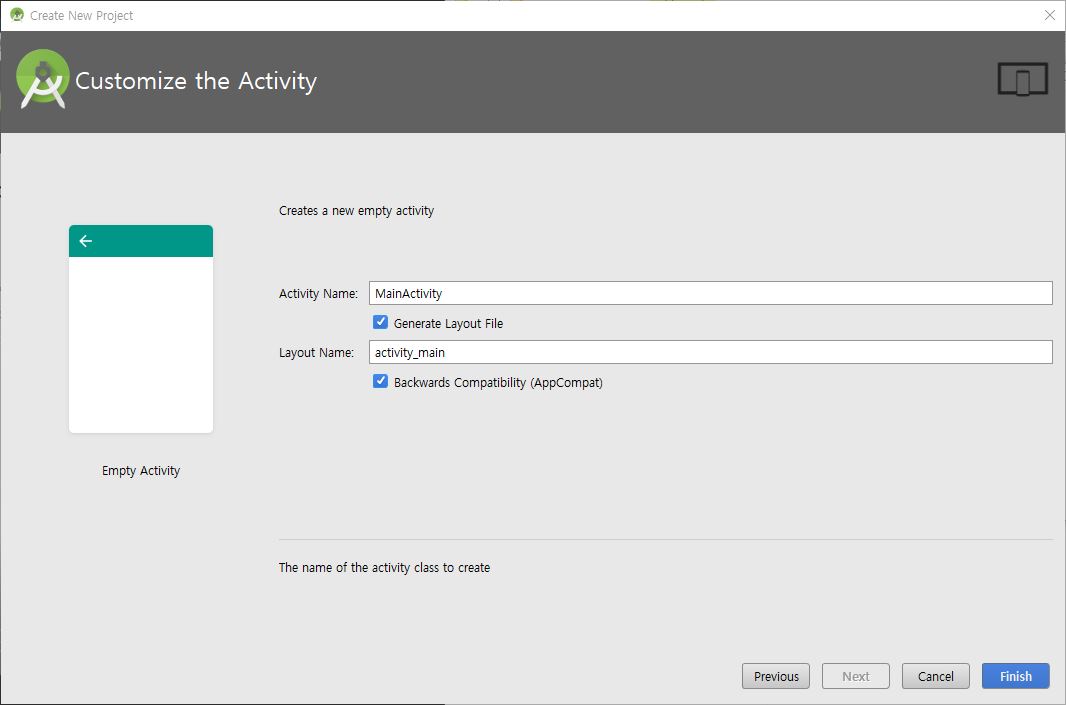 Create New Project
Customize the Activity
Creates a new empty activity
Activity Name: MainActivity
Generate Layout File
Layout Name: activity_main
Backwards Compatibility (AppCompat)
Empty Activity
The name of the activity class to create
Previous Next Cancel Finish